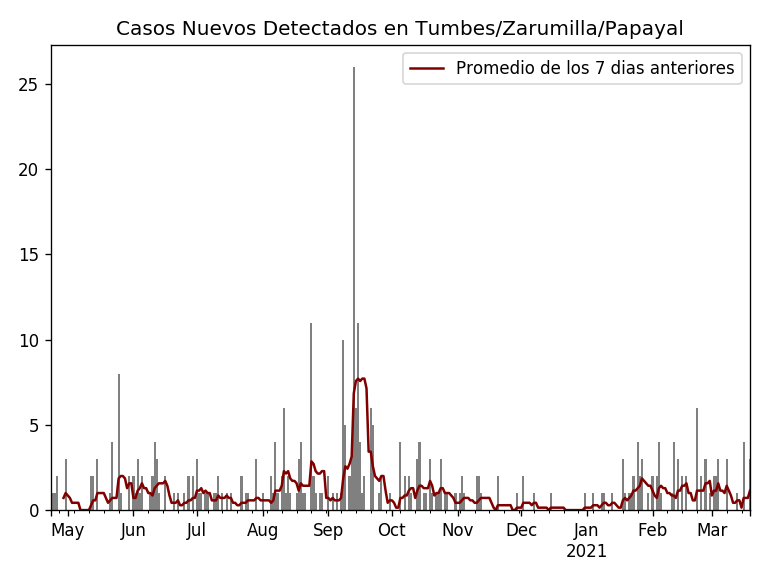 Casos Nuevos Detectados en Tumbes/Zarumilla/Papayal
Promedio de los 7 dias anteriores
25
20
15
10
5
0
May Jun Jul Aug Sep Oct Nov Dec Jan Feb Mar
2021